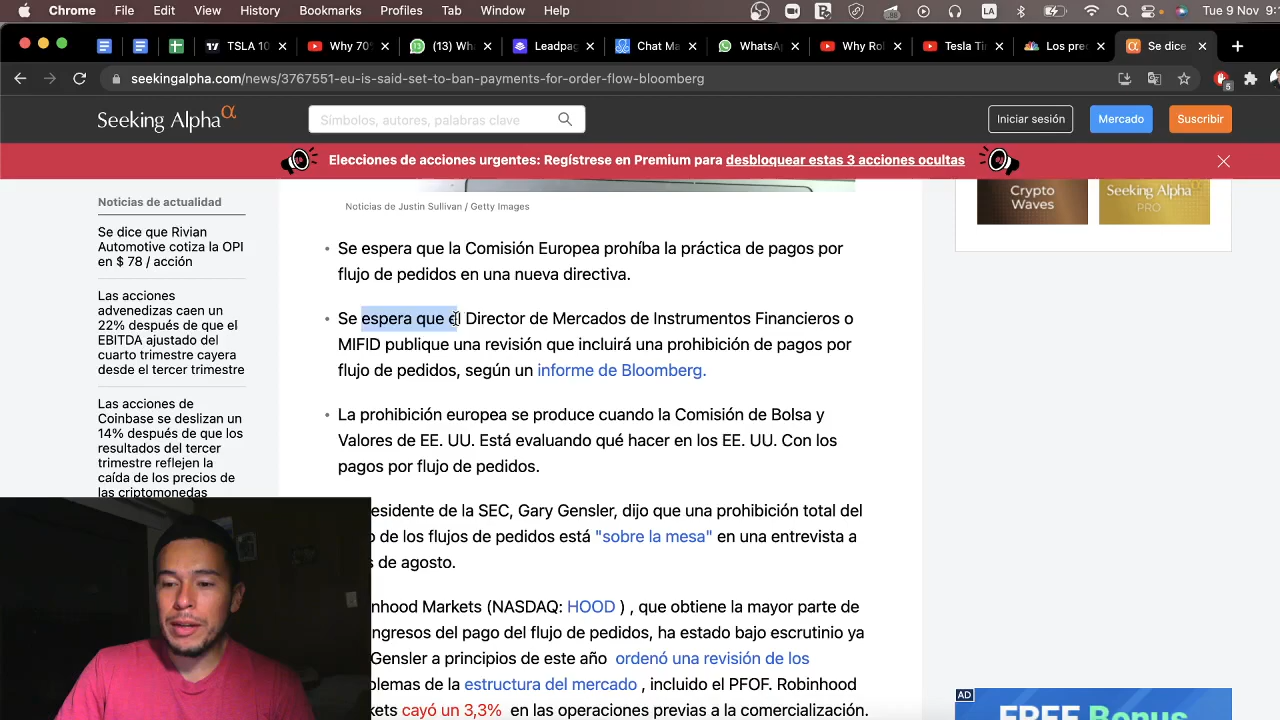 Chrome File Edit View History Bookmarks Profiles Tab Window Help LA Tue 9 Nov
TSLA 10 Why 70° (13) Wh Leadpag Chat Ma WhatsA Why Rol Tesla Tir Los pre Se dice
seekingalpha.com/news/3767551-eu-is-said-set-to-ban-payments-for-order-flow-bloomberg
5
Seeking Alpha α
Símbolos, autores, palabras clave
Iniciar sesión
Mercado
Suscribir
Elecciones de acciones urgentes: Regístrese en Premium para desbloquear estas 3 acciones ocultas
Noticias de actualidad
Se dice que Rivian
Automotive cotiza la OPI
en $ 78 / acción
Las acciones
advenedizas caen un
22% después de que el
EBITDA ajustado del
cuarto trimestre cayera
desde el tercer trimestre
Las acciones de
Coinbase se deslizan un
14% después de que los
resultados del tercer
trimestre reflejen la
caída de los precios de
las criptomonedas
Noticias de Justin Sullivan / Getty Images
Se espera que la Comisión Europea prohíba la práctica de pagos por
flujo de pedidos en una nueva directiva.
Se espera que el Director de Mercados de Instrumentos Financieros o
MIFID publique una revisión que incluirá una prohibición de pagos por
flujo de pedidos, según un informe de Bloomberg.
La prohibición europea se produce cuando la Comisión de Bolsa y
Valores de EE. UU. Está evaluando qué hacer en los EE. UU. Con los
pagos por flujo de pedidos.
esidente de la SEC, Gary Gensler, dijo que una prohibición total del
o de los flujos de pedidos está "sobre la mesa" en una entrevista a
s de agosto.
nhood Markets (NASDAQ: HOOD ) , que obtiene la mayor parte de
ngresos del pago del flujo de pedidos, ha estado bajo escrutinio ya
Gensler a principios de este año ordenó una revisión de los
blemas de la estructura del mercado , incluido el PFOF. Robinhood
kets cayó un 3,3% en las operaciones previas a la comercialización.
Crypto
Waves
Seeking Alpha
PRO
AD
FREE Bonus